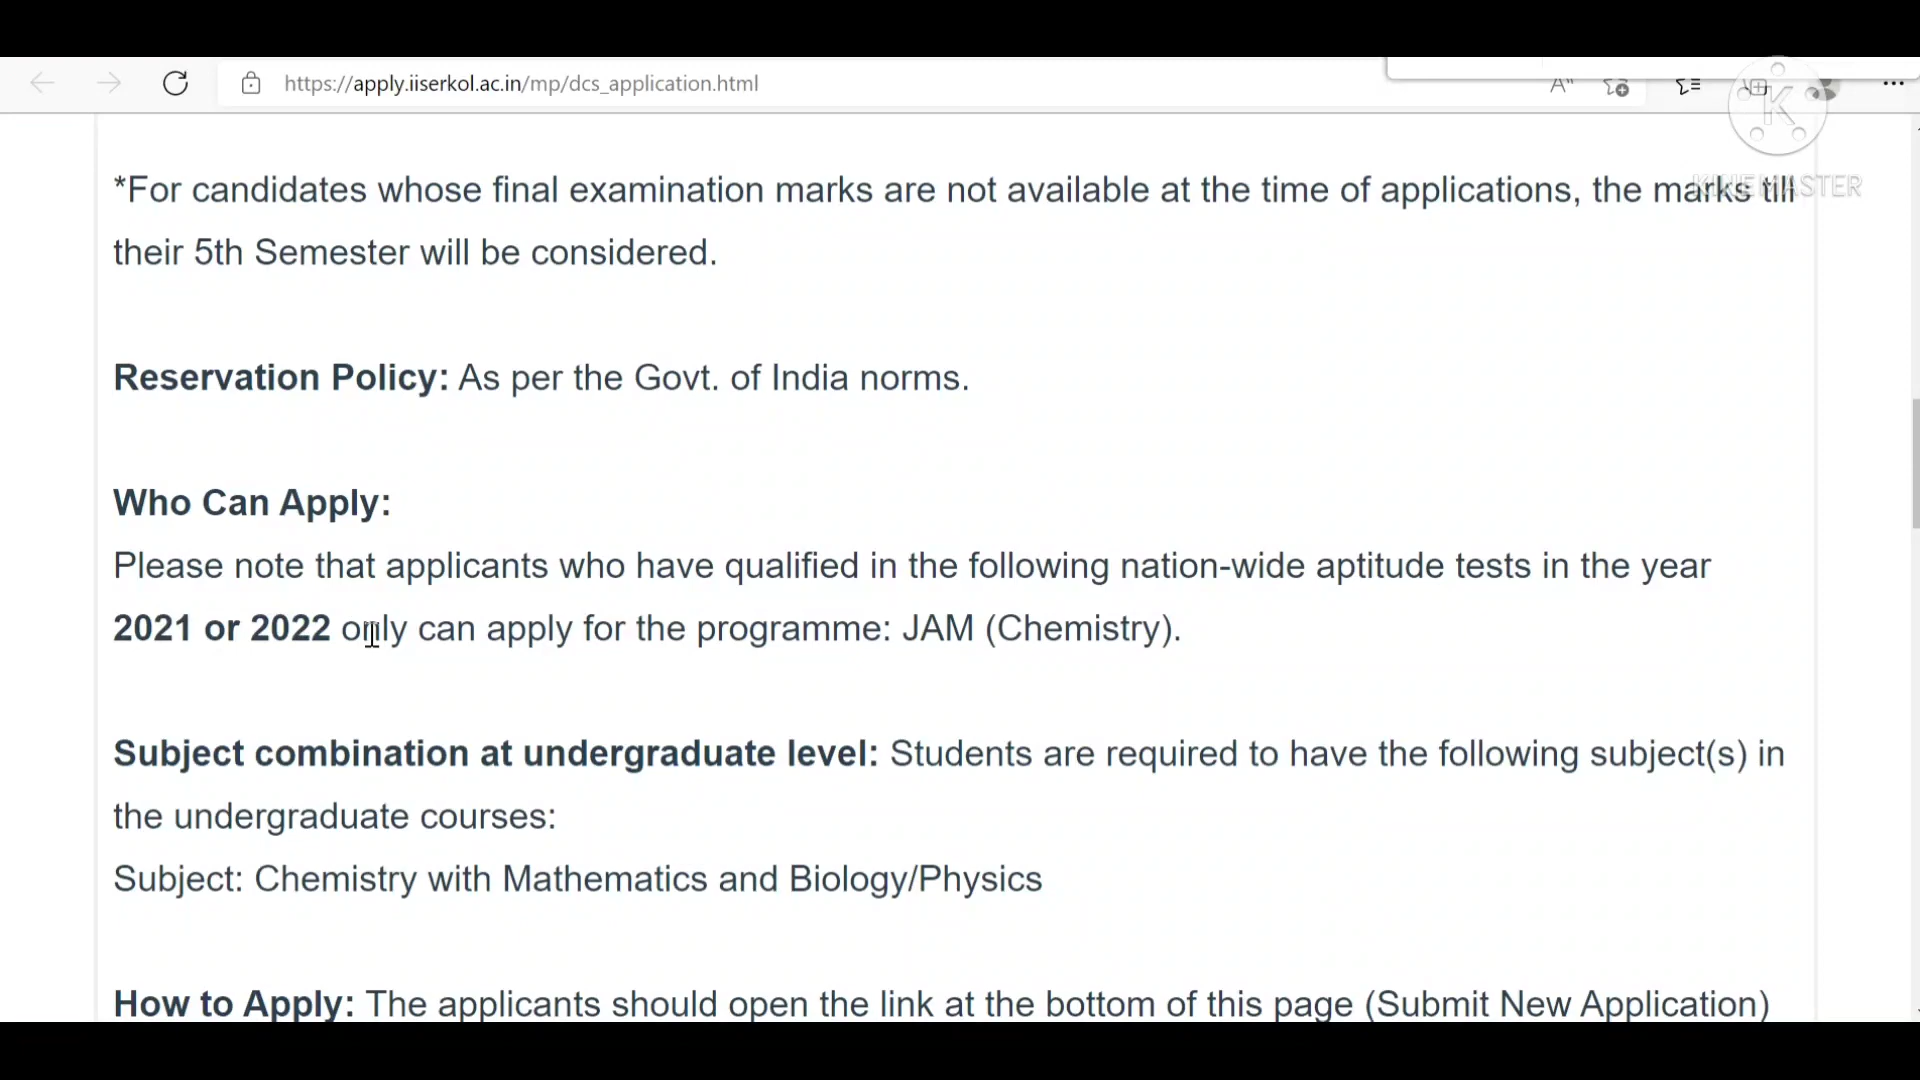 https://apply.iiserkol.ac.in/mp/dcs_application.html
K
KINEMASTER
*For candidates whose final examination marks are not available at the time of applications, the marks till
their 5th Semester will be considered.
Reservation Policy: As per the Govt. of India norms.
Who Can Apply:
Please note that applicants who have qualified in the following nation-wide aptitude tests in the year
2021 or 2022 only can apply for the programme: JAM (Chemistry).
Subject combination at undergraduate level: Students are required to have the following subject(s) in
the undergraduate courses:
Subject: Chemistry with Mathematics and Biology/Physics
How to Apply: The applicants should open the link at the bottom of this page (Submit New Application)